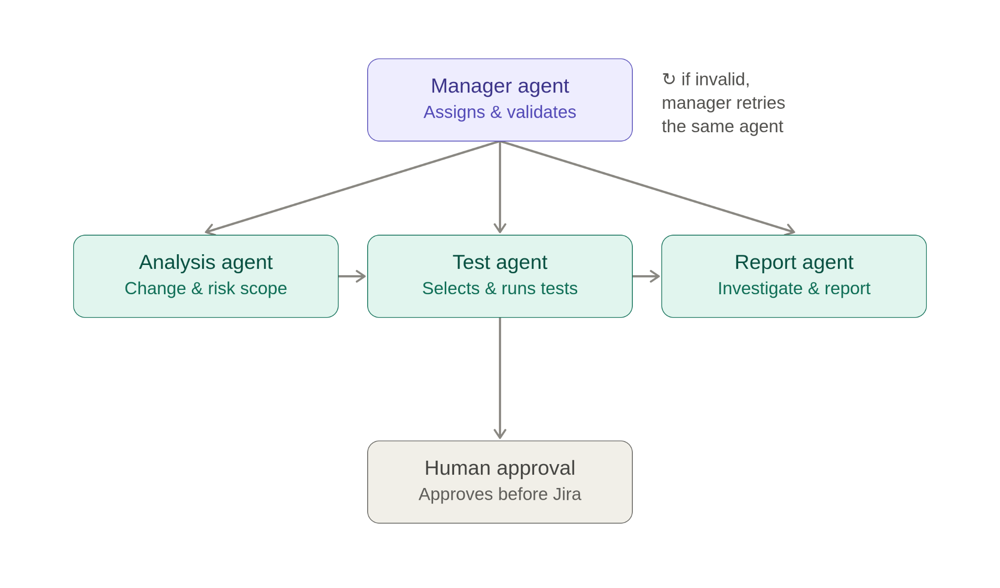 Manager agent
Assigns & validates
↻ if invalid,
manager retries
the same agent
Analysis agent
Change & risk scope
Test agent
Selects & runs tests
Report agent
Investigate & report
Human approval
Approves before Jira